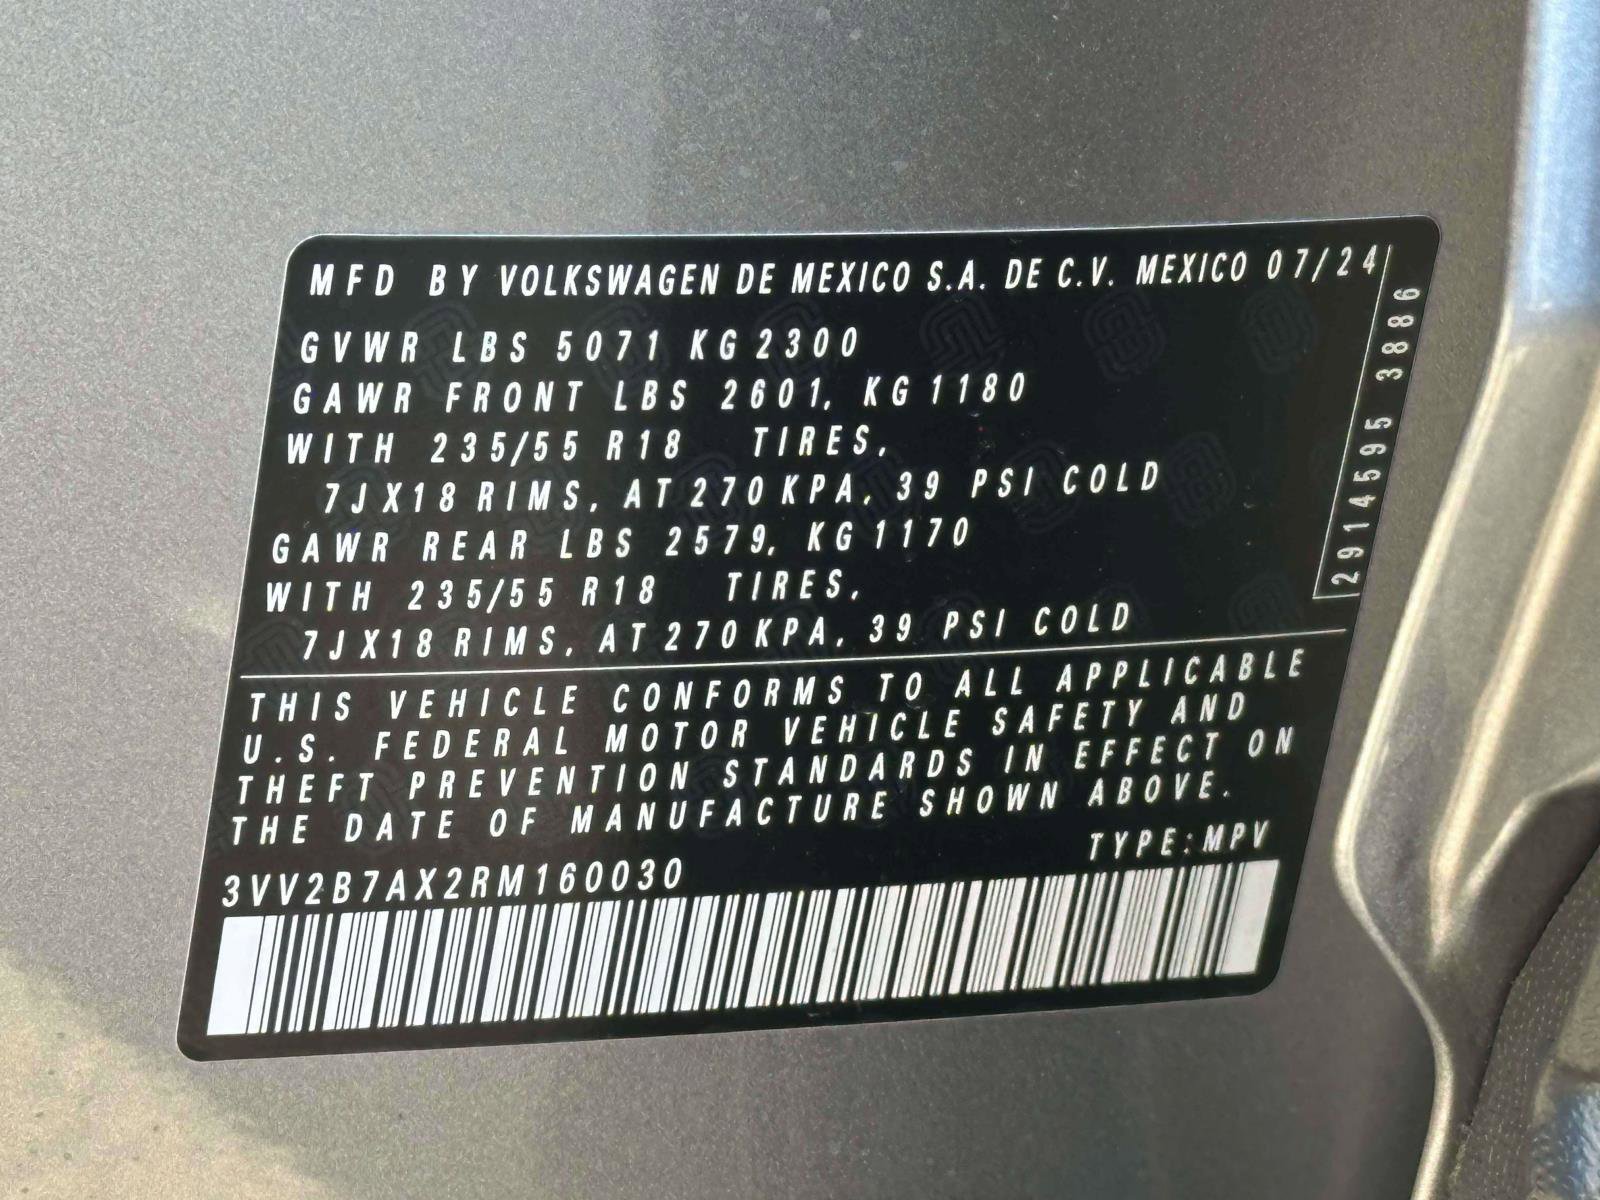 MFD BY VOLKSWAGEN DE MEXICO S.A. DE C.V. MEXICO 07/24
GVWR LBS 5071 KG 2300
GAWR FRONT LBS 2601, KG 1180
WITH 235/55 R18 TIRES,
7JX18 RIMS, AT 270 KPA, 39 PSI COLD
GAWR REAR LBS 2579, KG 1170
WITH 235/55 R18 TIRES,
7JX18 RIMS, AT 270 KPA, 39 PSI COLD
2914595 3886
THIS VEHICLE CONFORMS TO ALL APPLICABLE
U.S. FEDERAL MOTOR VEHICLE SAFETY AND
THEFT PREVENTION STANDARDS IN EFFECT ON
THE DATE OF MANUFACTURE SHOWN ABOVE.
TYPE: MPV
3VV2B7AX2RM160030